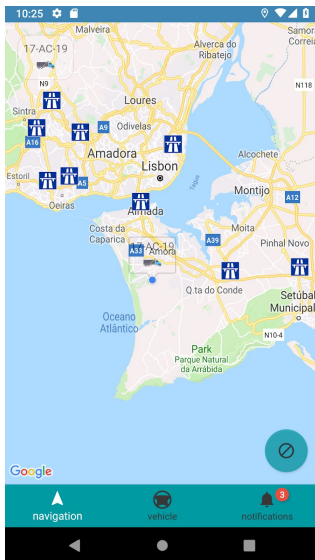 10:25
Malveira
Alverca do
Ribatejo
Samora
Correia
17-AC-19
N9
N118
Loures
Sintra
A9
Odivelas
A16
Amadora
Lisbon
Alcochete
Estoril
A5
Tagus
Montijo
A12
Oeiras
Almada
Costa da
Caparica
Moita
A39
17-AC-19
A33
Amora
Pinhal Novo
Q.ta do Conde
Setúbal
Municipal
Oceano
Atlântico
N10-4
Park
Parque Natural
da Arrábida
Google
3
navigation
vehicle
notifications